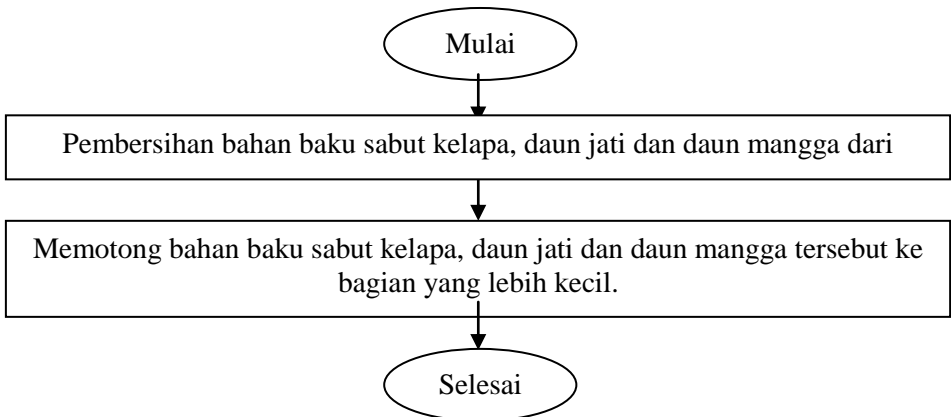 Mulai
Pembersihan bahan baku sabut kelapa, daun jati dan daun mangga dari
Memotong bahan baku sabut kelapa, daun jati dan daun mangga tersebut ke
bagian yang lebih kecil.
Selesai